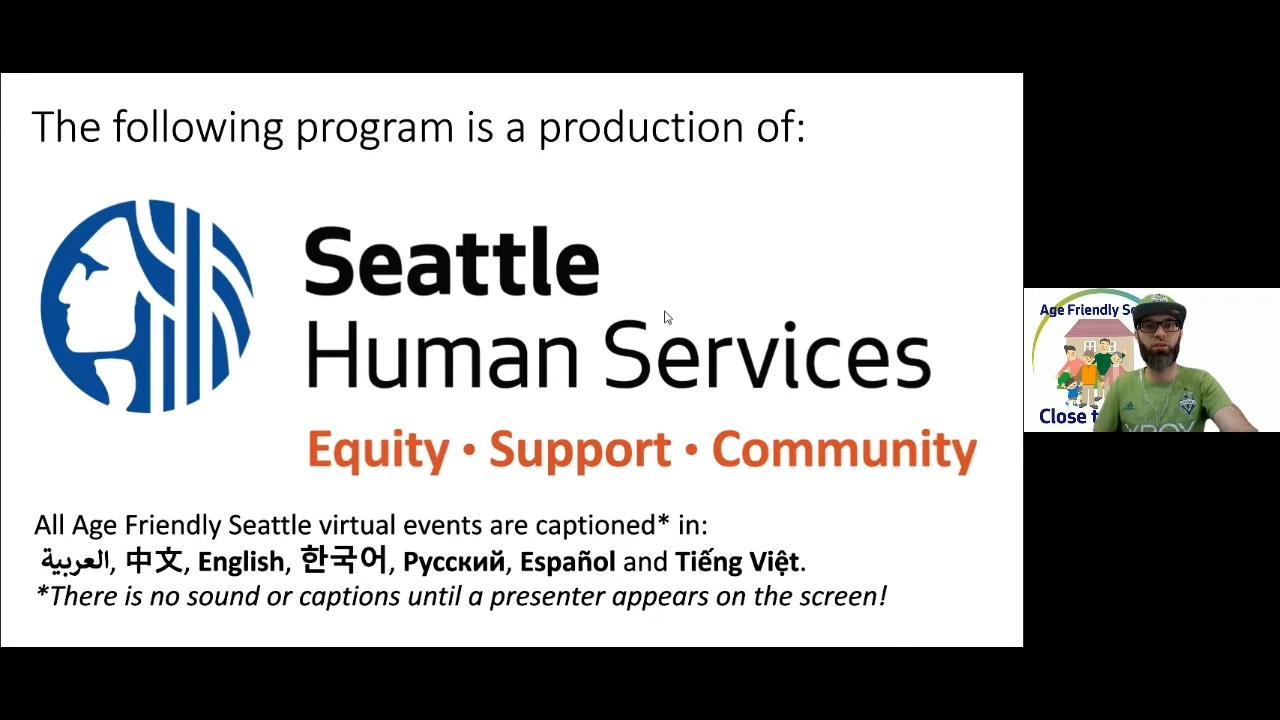 The following program is a production of:
Seattle
Human Services
Equity • Support • Community
All Age Friendly Seattle virtual events are captioned* in:
العربية, 中文, English, 한국어, Русский, Español and Tiếng Việt.
*There is no sound or captions until a presenter appears on the screen!
Age Friendly
Close
XBOX